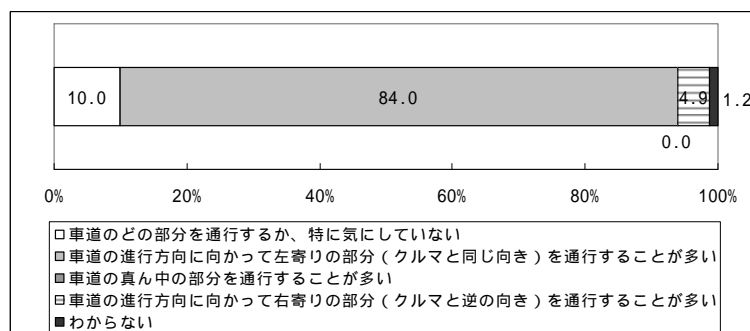 10.0
84.0
4.9
1.2
0.0
0%
20%
40%
60%
80%
100%
車道のどの部分を通行するか、特に気にしていない
車道の進行方向に向かって左寄りの部分（クルマと同じ向き）を通行することが多い
車道の真ん中の部分を通行することが多い
車道の進行方向に向かって右寄りの部分（クルマと逆の向き）を通行することが多い
わからない